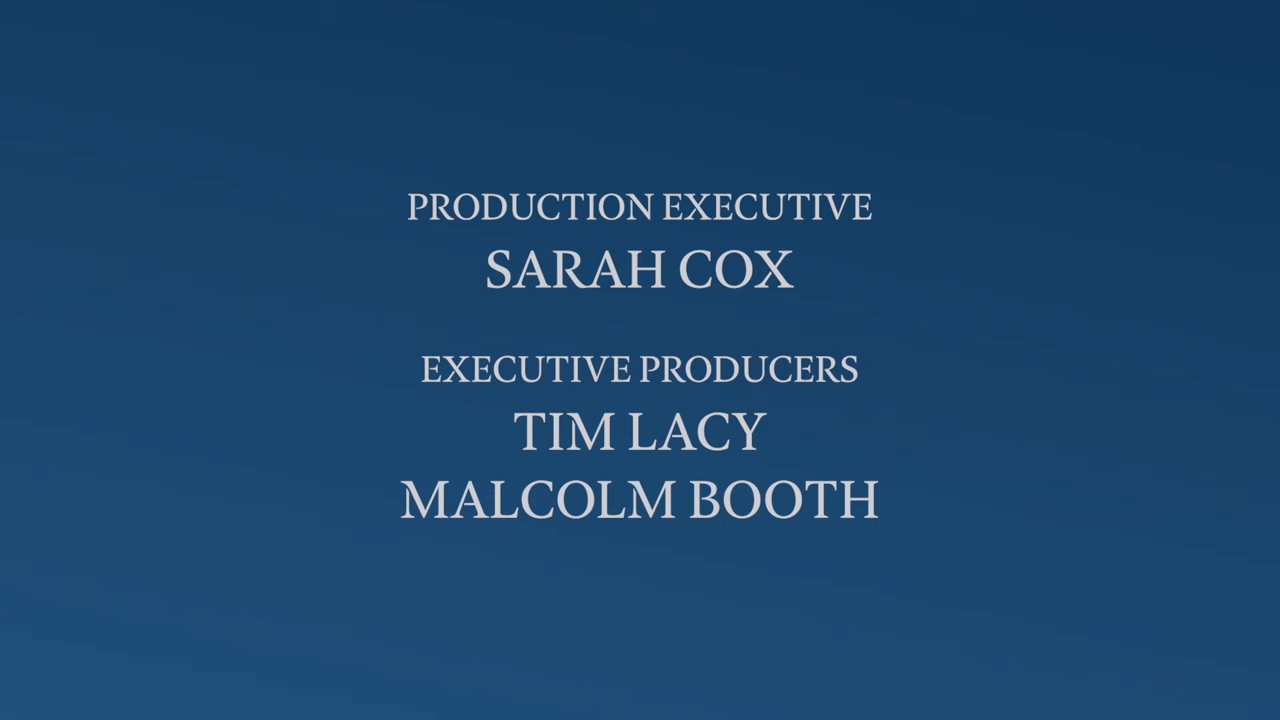 PRODUCTION EXECUTIVE
SARAH COX
EXECUTIVE PRODUCERS
TIM LACY
MALCOLM BOOTH